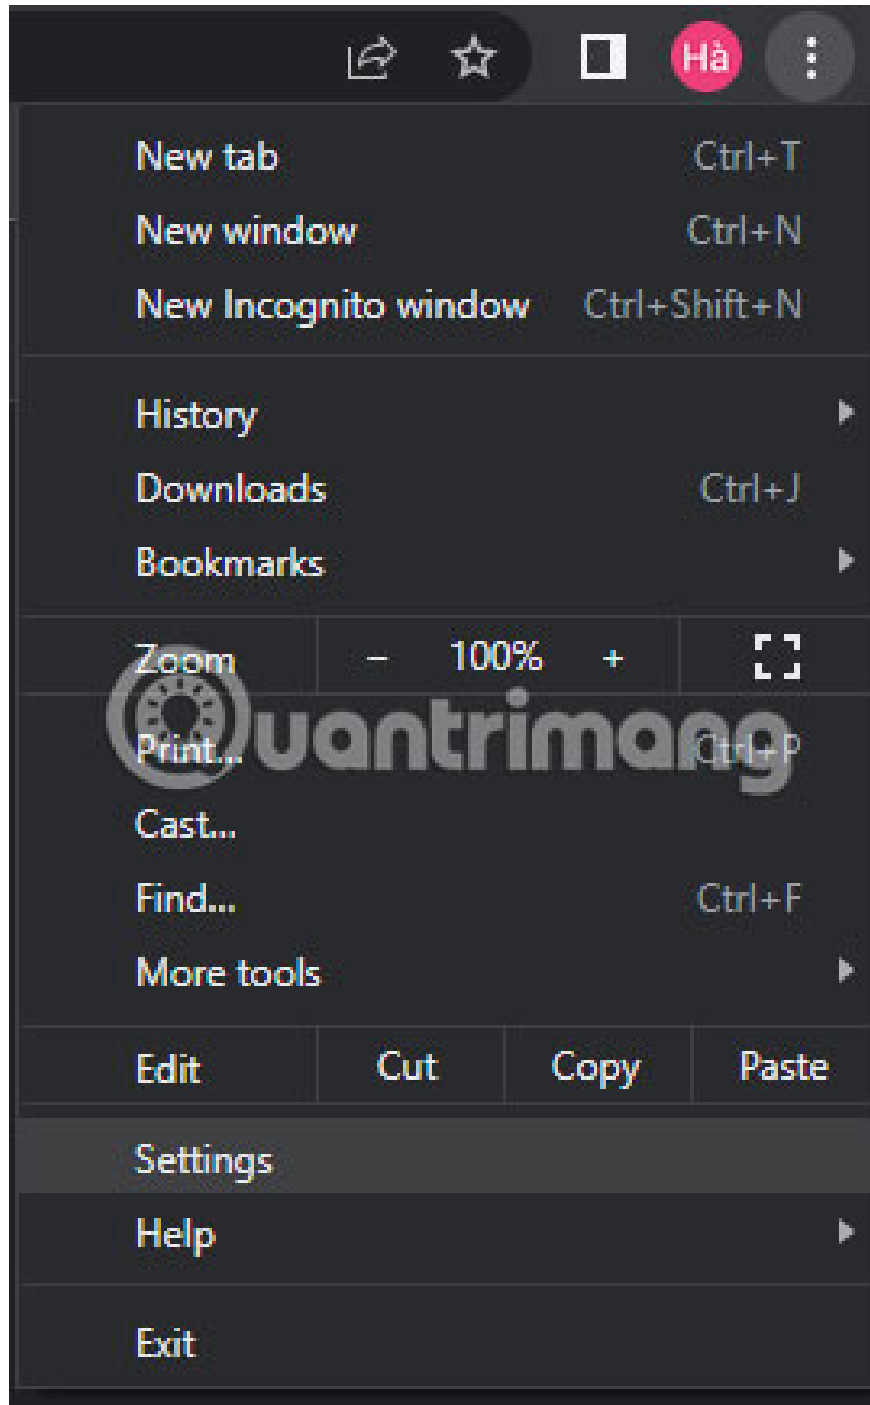 Hà
New tab Ctrl+T
New window Ctrl+N
New Incognito window Ctrl+Shift+N
History
Downloads Ctrl+J
Bookmarks
Zoom - 100% +
Quantrimang
Print... Ctrl+P
Cast...
Find... Ctrl+F
More tools
Edit Cut Copy Paste
Settings
Help
Exit